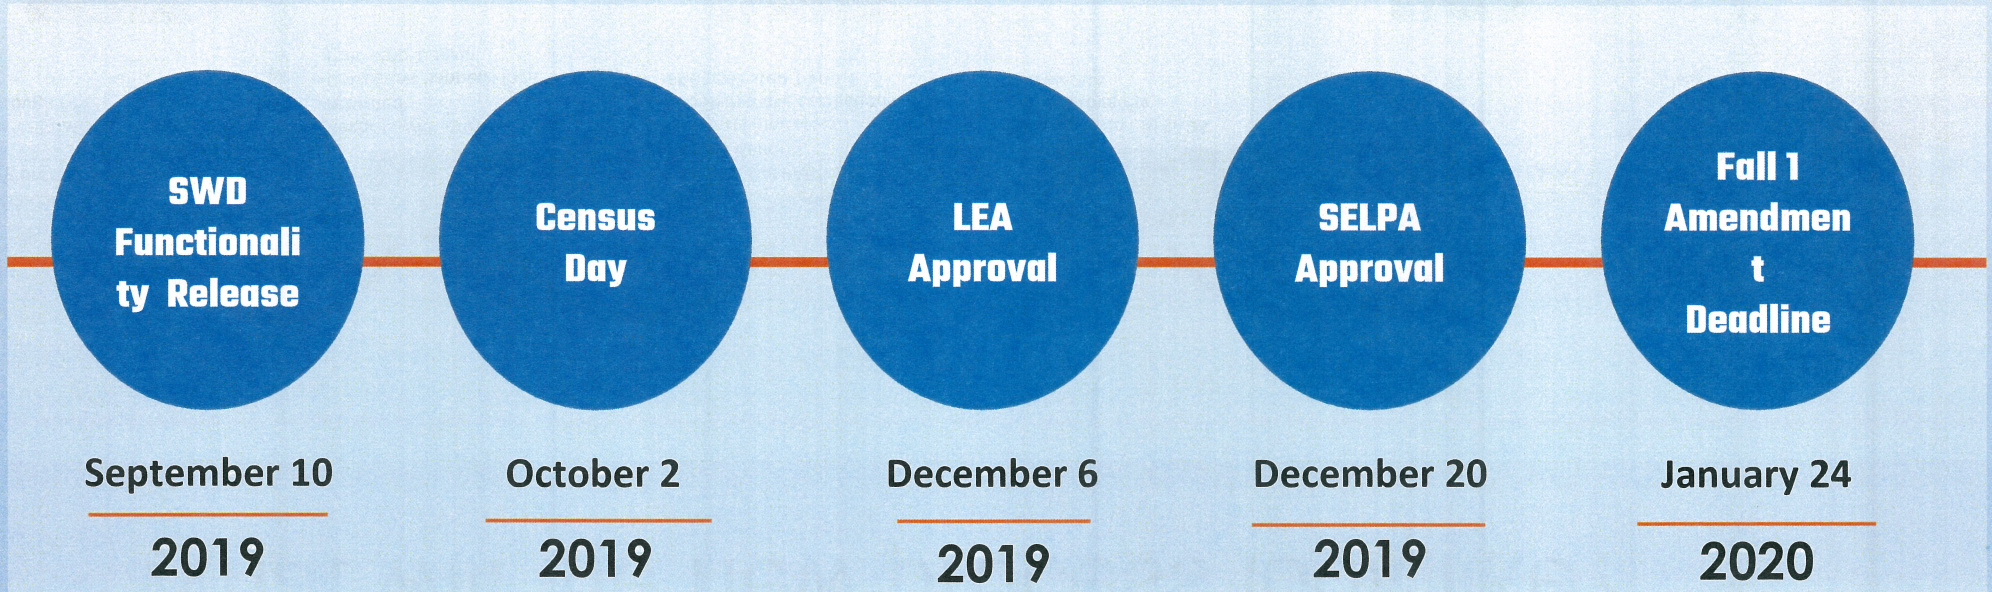 SWD
Functionali
ty Release
Census
Day
LEA
Approval
SELPA
Approval
Fall 1
Amendmen
t
Deadline
September 10
2019
October 2
2019
December 6
2019
December 20
2019
January 24
2020